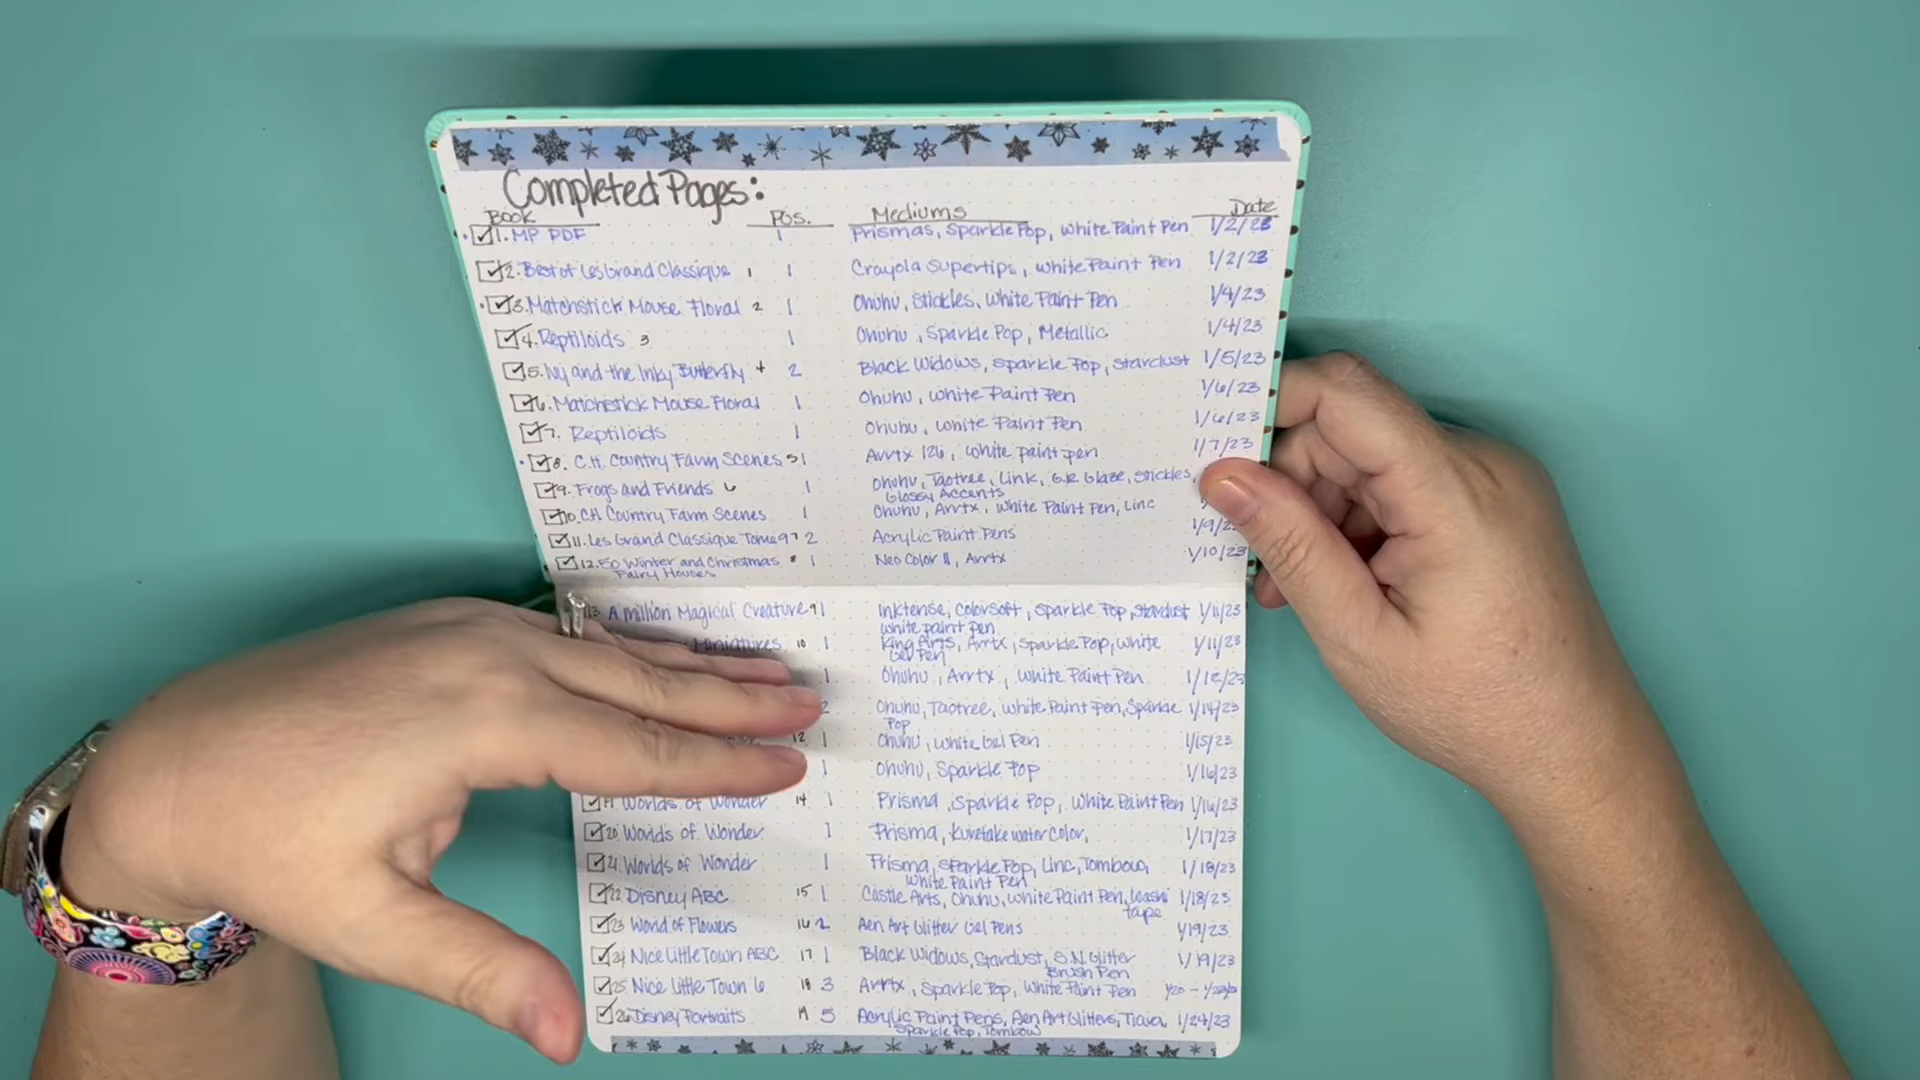 Completed Pages:
Book Pgs. Mediums Date
1. MP PDF 1 Prismas, Sparkle Pop, White Paint Pen 1/2/23
2. Best of Les Grand Classique 1 1 Crayola Supertips, White Paint Pen 1/2/23
3. Matchstick Mouse Floral 2 1 Ohuhu, Stickles, White Paint Pen 1/4/23
4. Reptiloids 3 1 Ohuhu, Sparkle Pop, Metallic 1/4/23
5. Ny and the Inky Butterfly 4 2 Black Widows, Sparkle Pop, Stardust 1/5/23
6. Matchstick Mouse Floral 1 Ohuhu, White Paint Pen 1/6/23
7. Reptiloids 1 Ohuhu, White Paint Pen 1/6/23
8. C.H. Country Farm Scenes 5 1 Arrtx 126, White paint pen 1/7/23
9. Frogs and Friends 6 1 Ohuhu, Taotree, Link, G.R. Glaze, Stickles,
Glossy Accents
10. CH Country Farm Scenes 1 Ohuhu, Arrtx, White Paint Pen, Linc
11. Les Grand Classique Tome 9 7 2 Acrylic Paint Pens 1/9/23
12. 50 Winter and Christmas 8 1 Neo Color II, Arrtx 1/10/23
Fairy Houses
13 A million Magical Creature 9 1 Inktense, Colorsoft, Sparkle Pop, Stardust 1/11/23
White paint pen
Miniatures 10 1 King Arts, Arrtx, Sparkle Pop, White 1/11/23
Gel Pen
1 Ohuhu, Arrtx, White Paint Pen 1/12/23
2 Ohuhu, Taotree, White Paint Pen, Sparkle 1/14/23
Pop
12 1 Ohuhu, White Gel Pen 1/15/23
1 Ohuhu, Sparkle Pop 1/16/23
19 Worlds of Wonder 14 1 Prisma, Sparkle Pop, White Paint Pen 1/16/23
20 Worlds of Wonder 1 Prisma, Kuretake water color, 1/17/23
21 Worlds of Wonder 1 Prisma, Sparkle Pop, Linc, Tombow, 1/18/23
White Paint Pen
22 Disney ABC 15 1 Castle Arts, Ohuhu, White Paint Pen, Washi 1/18/23
tape
23 World of Flowers 16 2 Aen Art Glitter Gel Pens 1/19/23
24 Nice Little Town ABC 17 1 Black Widows, Stardust, S.N. Glitter 1/19/23
Brush Pen
25 Nice Little Town 6 18 3 Arrtx, Sparkle Pop, White Paint Pen 1/20 -
26 Disney Portraits 19 5 Acrylic Paint Pens, Aen Art Glitters, 1/24/23
Sparkle Pop, Tombow